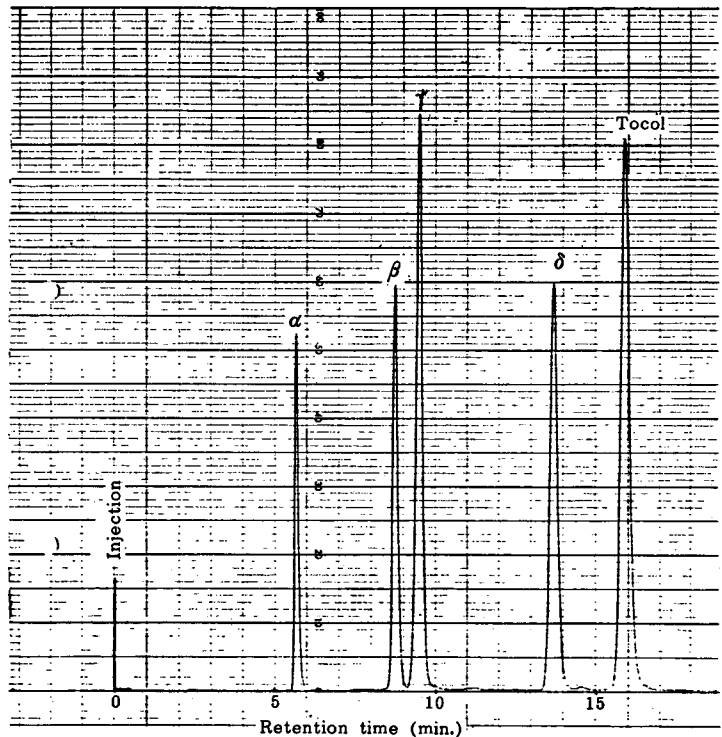 γ
Tocol
β
δ
α
Injection
0 5 10 15
Retention time (min.)